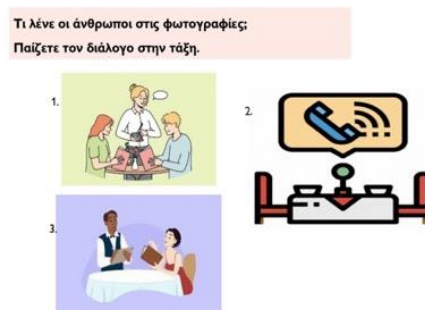 Τι λένε οι άνθρωποι στις φωτογραφίες;
Παίζετε τον διάλογο στην τάξη.
1.
2.
3.